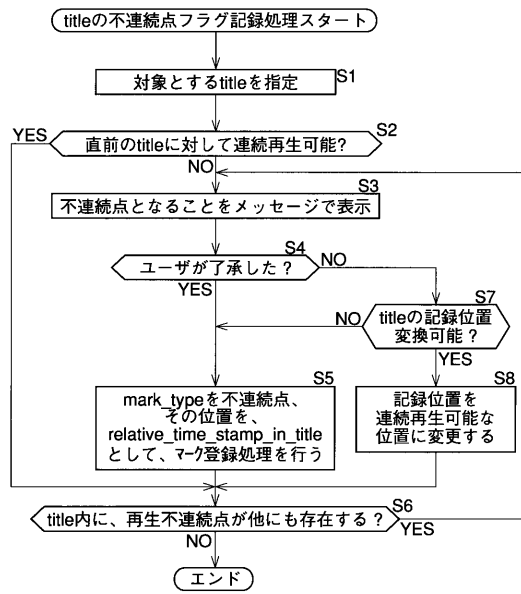 titleの不連続点フラグ記録処理スタート
対象とするtitleを指定
S1
直前のtitleに対して連続再生可能?
S2
YES
NO
S3
不連続点となることをメッセージで表示
S4
ユーザが了承した?
NO
YES
S7
titleの記録位置
変換可能?
NO
YES
S5
mark_typeを不連続点、
その位置を、
relative_time_stamp_in_title
として、マーク登録処理を行う
S8
記録位置を
連続再生可能な
位置に変更する
S6
title内に、再生不連続点が他にも存在する?
YES
NO
エンド